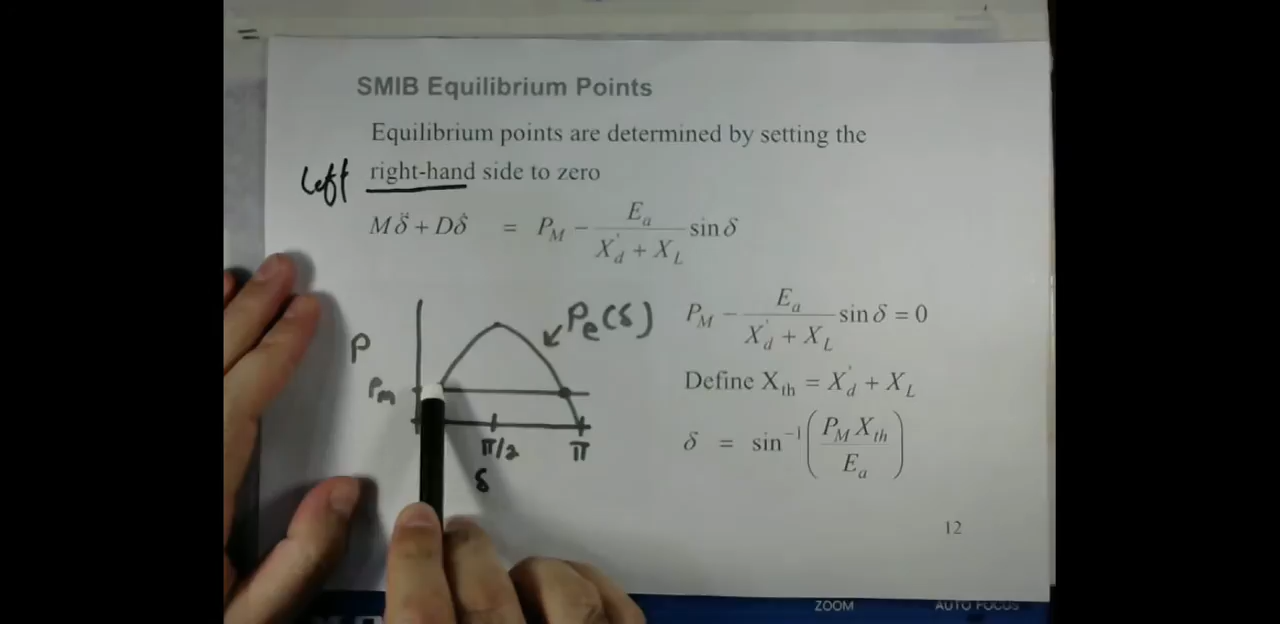 SMIB Equilibrium Points
Equilibrium points are determined by setting the
left right-hand side to zero
Mδ̈ + Dδ̇ = P_M − E_a / (X'_d + X_L) sin δ
P_e(δ)
P_M − E_a / (X'_d + X_L) sin δ = 0
P
P_m
Define X_th = X'_d + X_L
π/2
π
δ
δ = sin⁻¹(P_M X_th / E_a)
12
ZOOM
AUTO FOCUS